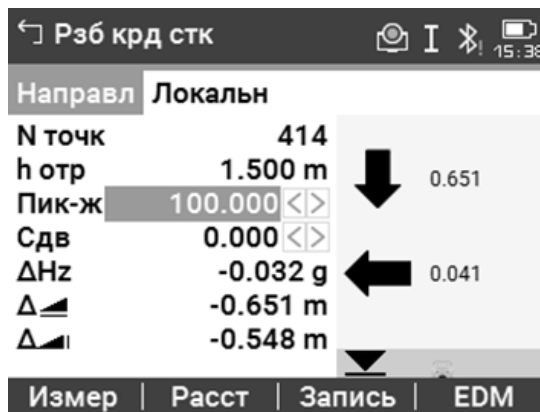 Рзб крд стк
I
15:38
Направл Локальн
N точк 414
h отр 1.500 m
Пик-ж 100.000 <>
Сдв 0.000 <>
ΔHz -0.032 g
Δ -0.651 m
Δ -0.548 m
0.651
0.041
Измер | Расст | Запись | EDM